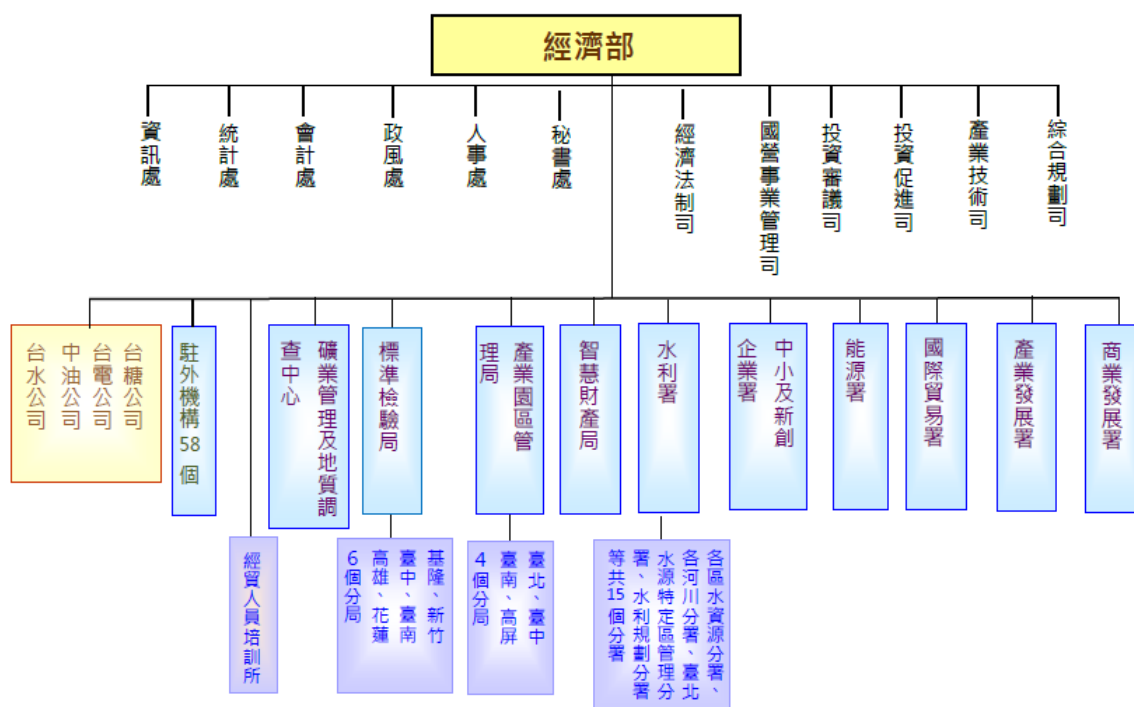 經濟部
資訊處
統計處
會計處
政風處
人事處
秘書處
經濟法制司
國營事業管理司
投資審議司
投資促進司
產業技術司
綜合規劃司
台糖公司
台電公司
中油公司
台水公司
駐外機構58個
礦業管理及地質調
查中心
標準檢驗局
產業園區管
理局
智慧財產局
水利署
中小及新創
企業署
能源署
國際貿易署
產業發展署
商業發展署
經貿人員培訓所
基隆、新竹
臺中、臺南
高雄、花蓮
6個分局
臺北、臺中
臺南、高屏
4個分局
各區水資源分署、
各河川分署、臺北
水源特定區管理分
署、水利規劃分署
等共15個分署